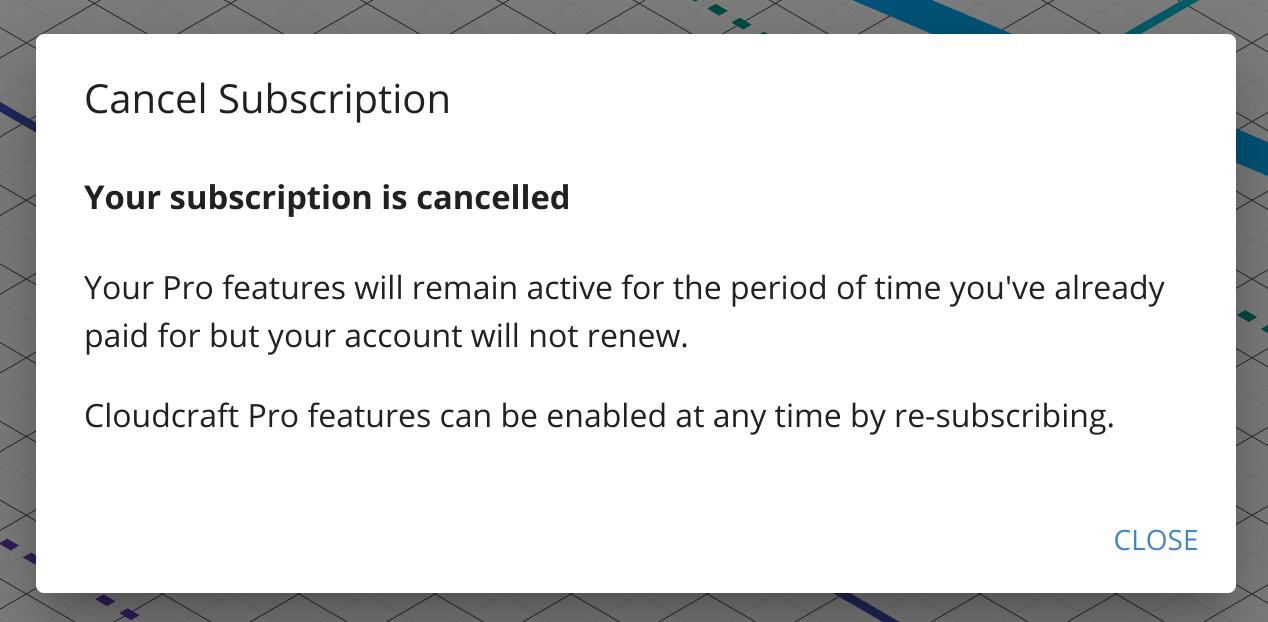 Cancel Subscription
Your subscription is cancelled
Your Pro features will remain active for the period of time you've already
paid for but your account will not renew.
Cloudcraft Pro features can be enabled at any time by re-subscribing.
CLOSE